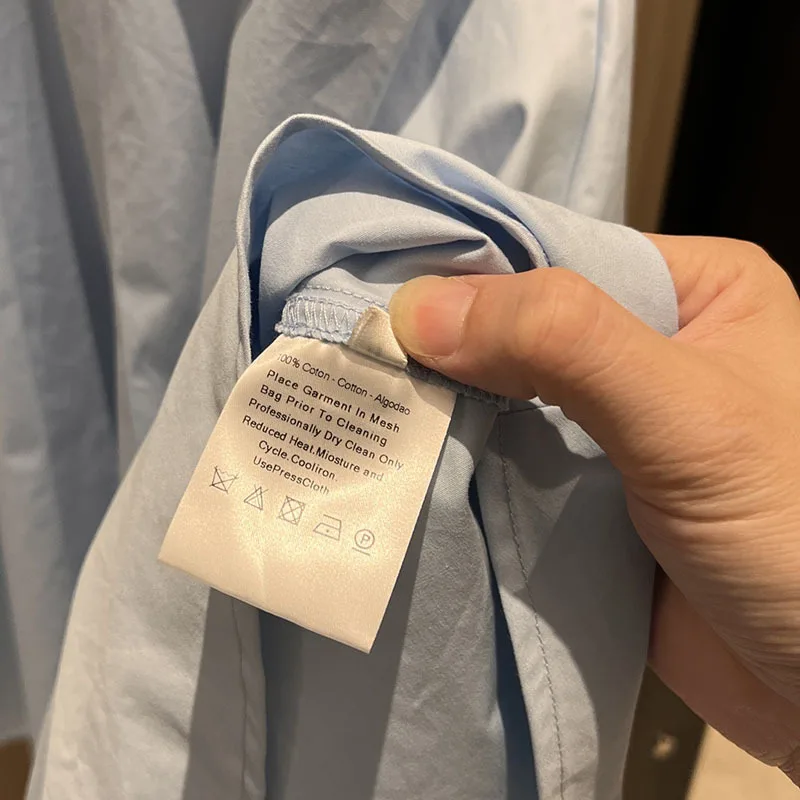 100% Coton - Cotton - Algodao
Place Garment In Mesh
Bag Prior To Cleaning
Professionally Dry Clean Only
Reduced Heat.Miosture and
Cycle.Cooliron.
UsePressCloth
P